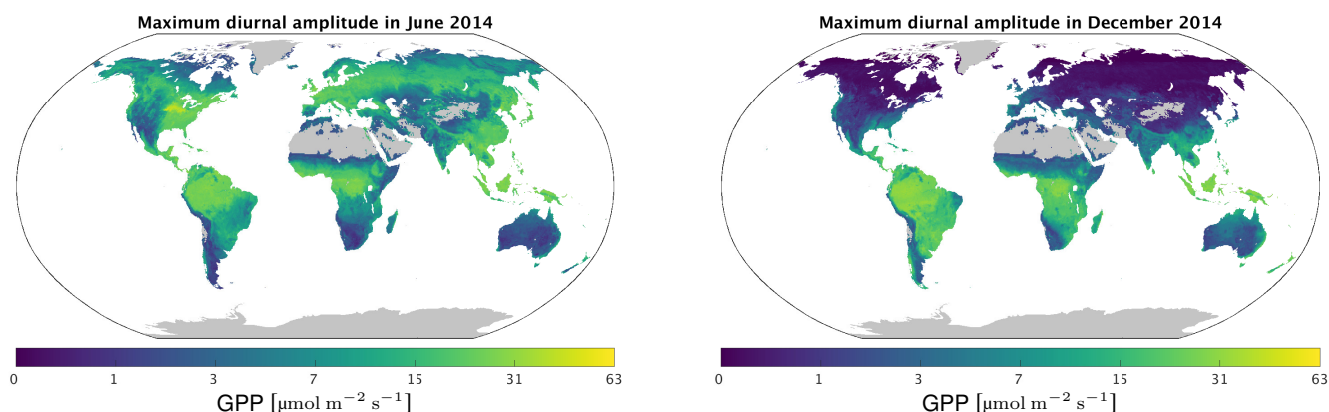 Maximum diurnal amplitude in June 2014
0 1 3 7 15 31 63
GPP [μmol m⁻² s⁻¹]
Maximum diurnal amplitude in December 2014
0 1 3 7 15 31 63
GPP [μmol m⁻² s⁻¹]